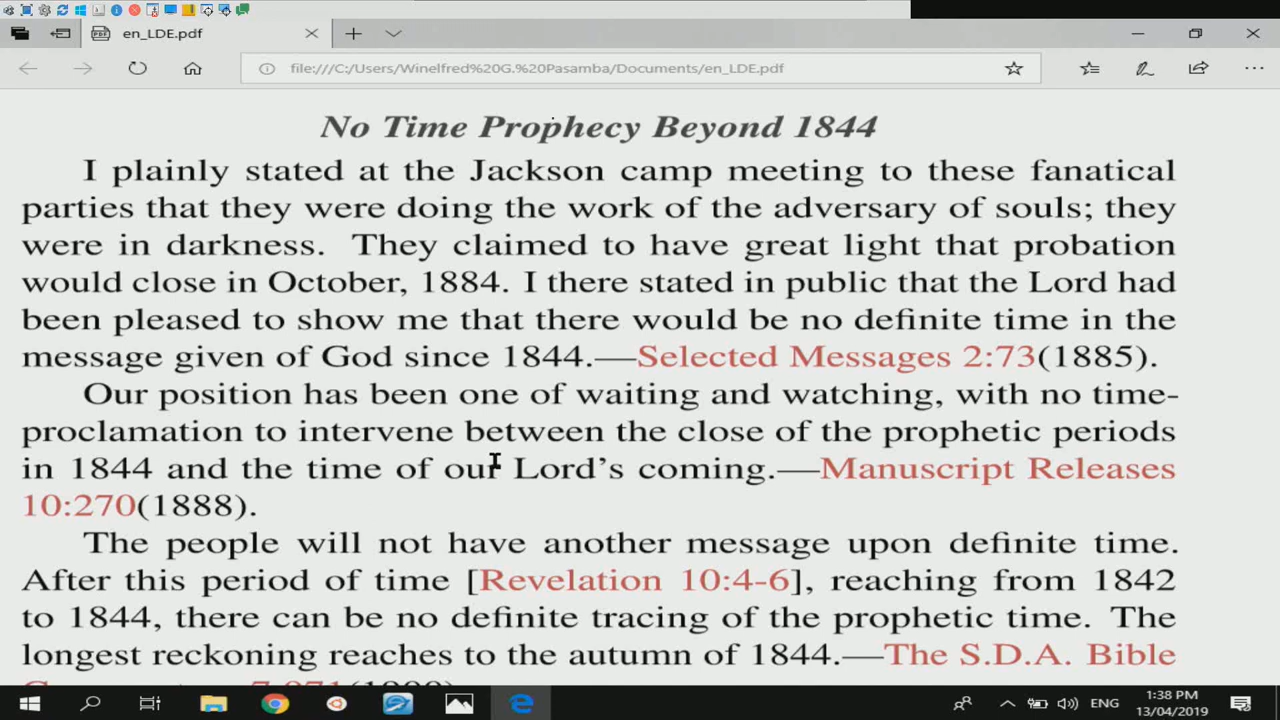 en_LDE.pdf
file:///C:/Users/Winelfred%20G.%20Pasamba/Documents/en_LDE.pdf
No Time Prophecy Beyond 1844
I plainly stated at the Jackson camp meeting to these fanatical
parties that they were doing the work of the adversary of souls; they
were in darkness. They claimed to have great light that probation
would close in October, 1884. I there stated in public that the Lord had
been pleased to show me that there would be no definite time in the
message given of God since 1844.—Selected Messages 2:73(1885).
Our position has been one of waiting and watching, with no time-
proclamation to intervene between the close of the prophetic periods
in 1844 and the time of our Lord's coming.—Manuscript Releases
10:270(1888).
The people will not have another message upon definite time.
After this period of time [Revelation 10:4-6], reaching from 1842
to 1844, there can be no definite tracing of the prophetic time. The
longest reckoning reaches to the autumn of 1844.—The S.D.A. Bible
ENG
1:38 PM
13/04/2019